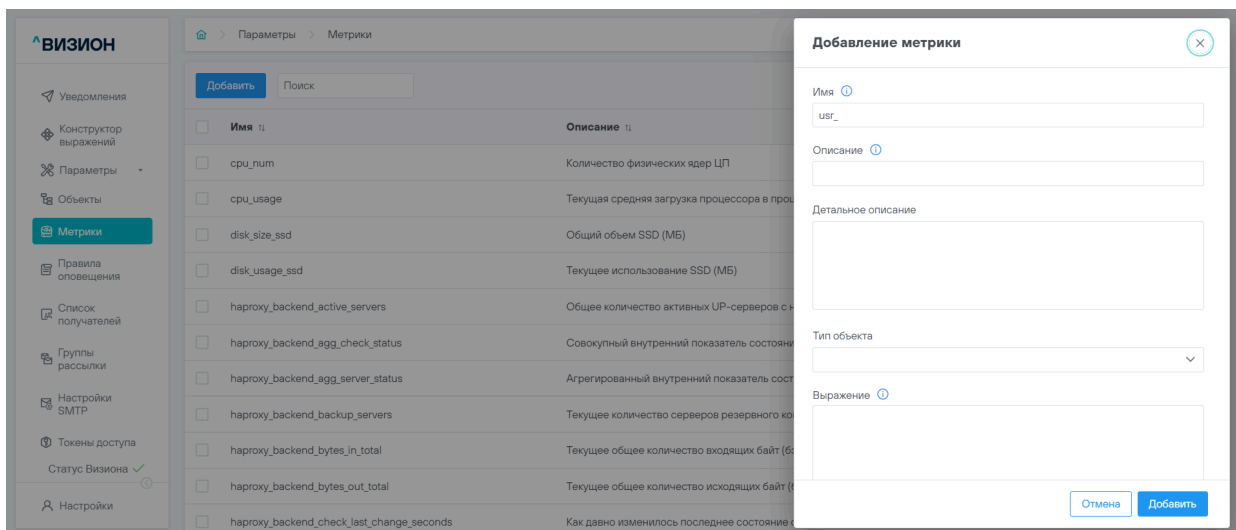 ^ВИЗИОН
Уведомления
Конструктор
выражений
Параметры
Объекты
Метрики
Правила
оповещения
Список
получателей
Группы
рассылки
Настройки
SMTP
Токены доступа
Статус Визиона
Настройки
Параметры > Метрики
Добавить Поиск
Имя Описание
cpu_num Количество физических ядер ЦП
cpu_usage Текущая средняя загрузка процессора в
disk_size_ssd Общий объем SSD (МБ)
disk_usage_ssd Текущее использование SSD (МБ)
haproxy_backend_active_servers Общее количество активных UP-серверов с
haproxy_backend_agg_check_status Совокупный внутренний показатель
haproxy_backend_agg_server_status Агрегированный внутренний показатель
haproxy_backend_backup_servers Текущее количество серверов резервного
haproxy_backend_bytes_in_total Текущее общее количество входящих байт
haproxy_backend_bytes_out_total Текущее общее количество исходящих байт
haproxy_backend_check_last_change_seconds Как давно изменилось последнее состояние
Добавление метрики
Имя
usr_
Описание
Детальное описание
Тип объекта
Выражение
Отмена Добавить